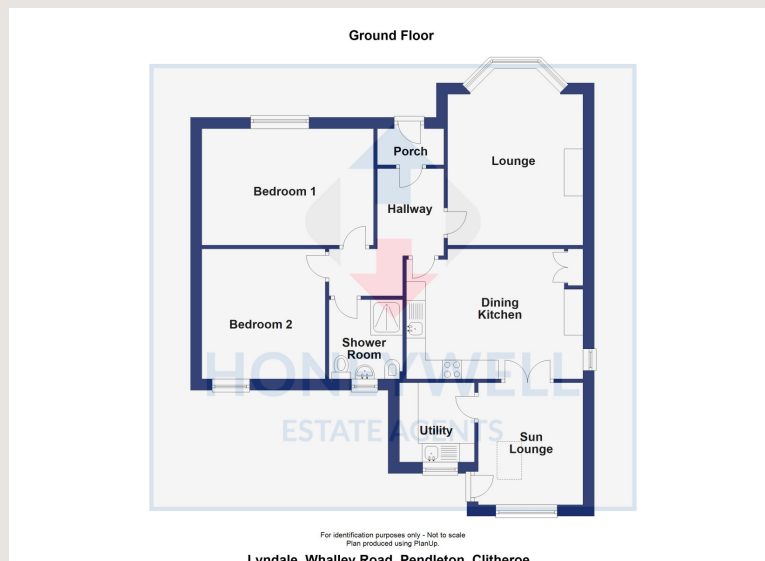 Ground Floor
Porch
Lounge
Bedroom 1
Hallway
Dining
Kitchen
Bedroom 2
Shower
Room
HONEYWELL
ESTATE AGENTS
Utility
Sun
Lounge
For identification purposes only - Not to scale
Plan produced using PlanUp.
Lyndale, Whalley Road, Pendleton, Clitheroe